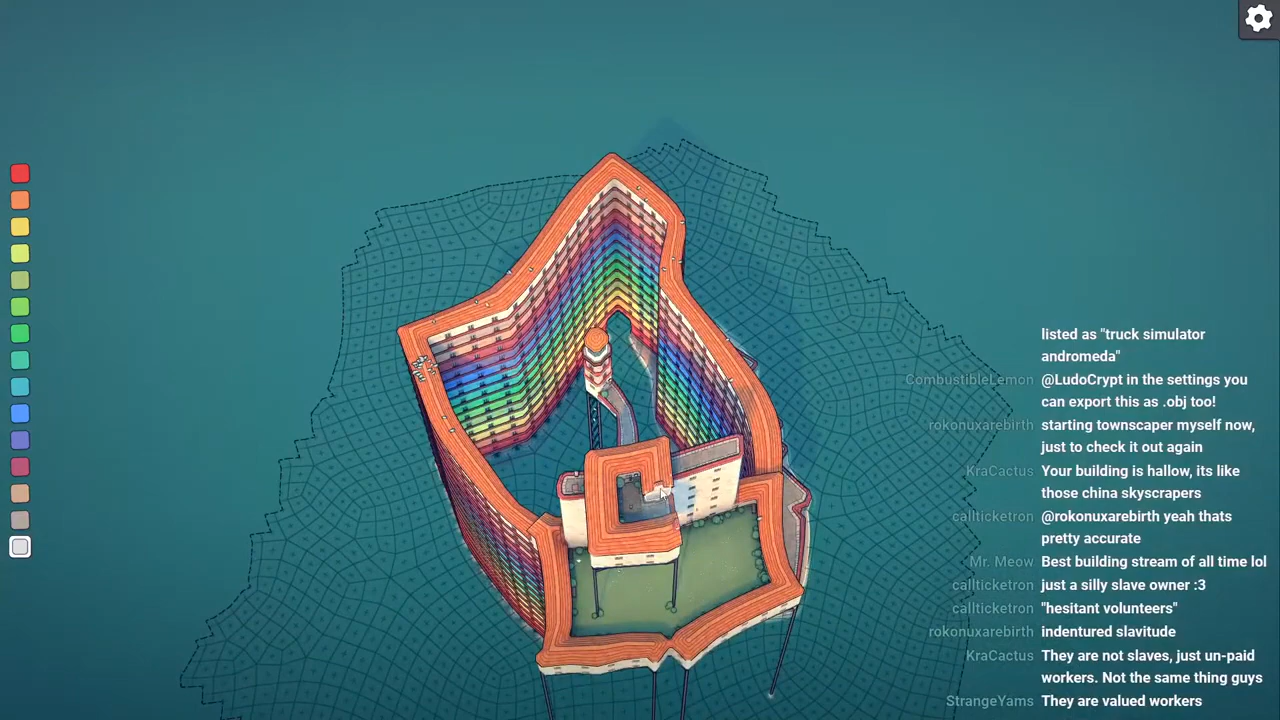 listed as "truck simulator
andromeda"
CombustibleLemon @LudoCrypt in the settings you
can export this as .obj too!
rokonuxarebirth starting townscaper myself now,
just to check it out again
KraCactus Your building is hallow, its like
those china skyscrapers
callticketron @rokonuxarebirth yeah thats
pretty accurate
Mr. Meow Best building stream of all time lol
callticketron just a silly slave owner :3
callticketron "hesitant volunteers"
rokonuxarebirth indentured slavitude
KraCactus They are not slaves, just un-paid
workers. Not the same thing guys
StrangeYams They are valued workers